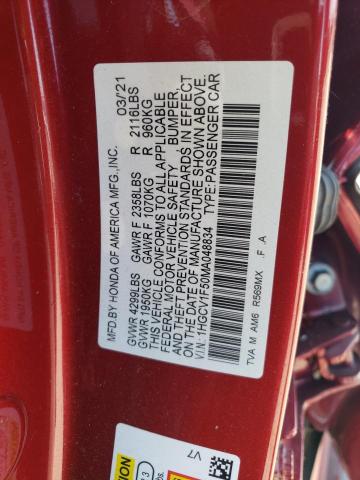 MFD.BY HONDA OF AMERICA MFG.,INC. 03/21
GVWR 4299LBS GAWR F 2358LBS R 2116LBS
GVWR 1950KG GAWR F 1070KG R 960KG
THIS VEHICLE CONFORMS TO ALL APPLICABLE
FEDERAL MOTOR VEHICLE SAFETY, BUMPER,
AND THEFT PREVENTION STANDARDS IN EFFECT
ON THE DATE OF MANUFACTURE SHOWN ABOVE.
V.I.N.:1HGCV1F50MA048834 TYPE:PASSENGER CAR
TVA M AM6 R569MX F A
V7